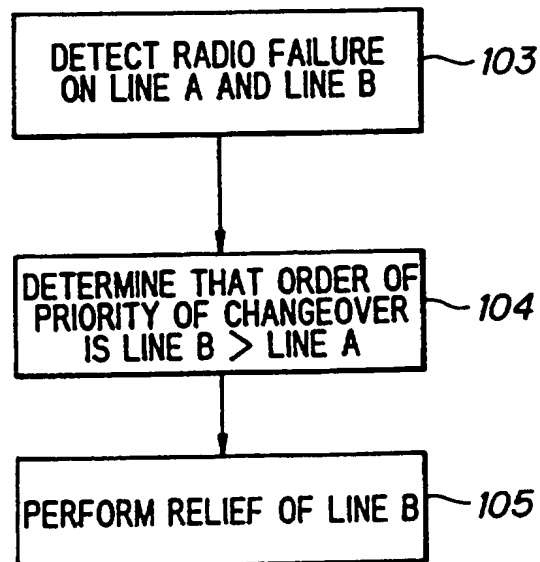 DETECT RADIO FAILURE
ON LINE A AND LINE B
103
DETERMINE THAT ORDER OF
PRIORITY OF CHANGEOVER
IS LINE B > LINE A
104
PERFORM RELIEF OF LINE B
105